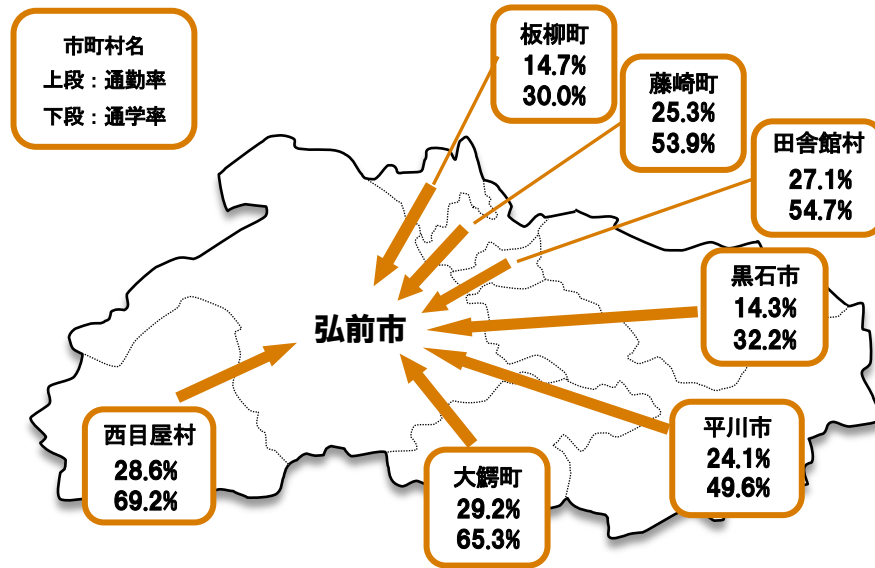 市町村名
上段：通勤率
下段：通学率
板柳町
14.7%
30.0%
藤崎町
25.3%
53.9%
田舎館村
27.1%
54.7%
黒石市
14.3%
32.2%
弘前市
西目屋村
28.6%
69.2%
大鰐町
29.2%
65.3%
平川市
24.1%
49.6%